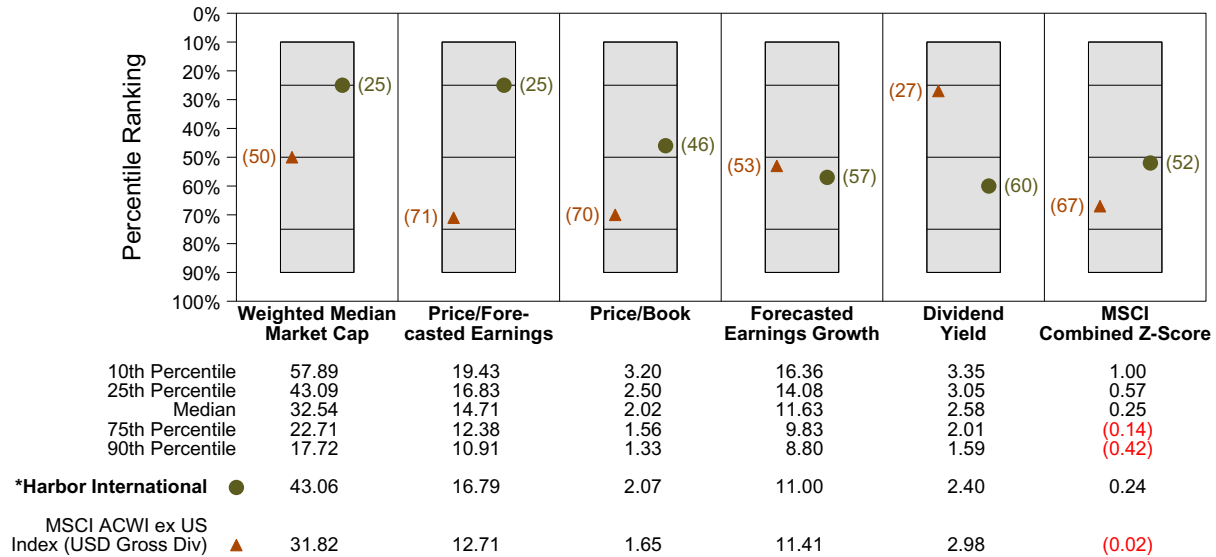 0%
10%
20%
30%
40%
50%
60%
70%
80%
90%
100%
Percentile Ranking
(25)
(50)
(25)
(71)
(46)
(70)
(53)
(57)
(27)
(60)
(52)
(67)
Weighted Median Market Cap
Price/Fore-
casted Earnings
Price/Book
Forecasted
Earnings Growth
Dividend
Yield
MSCI
Combined Z-Score
10th Percentile 57.89 19.43 3.20 16.36 3.35 1.00
25th Percentile 43.09 16.83 2.50 14.08 3.05 0.57
Median 32.54 14.71 2.02 11.63 2.58 0.25
75th Percentile 22.71 12.38 1.56 9.83 2.01 (0.14)
90th Percentile 17.72 10.91 1.33 8.80 1.59 (0.42)
*Harbor International 43.06 16.79 2.07 11.00 2.40 0.24
MSCI ACWI ex US
Index (USD Gross Div) 31.82 12.71 1.65 11.41 2.98 (0.02)